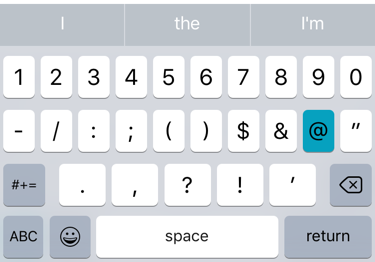 I the I'm
1 2 3 4 5 6 7 8 9 0
- / : ; ( ) $ & @ "
#+= . , ? ! ' 
ABC space return